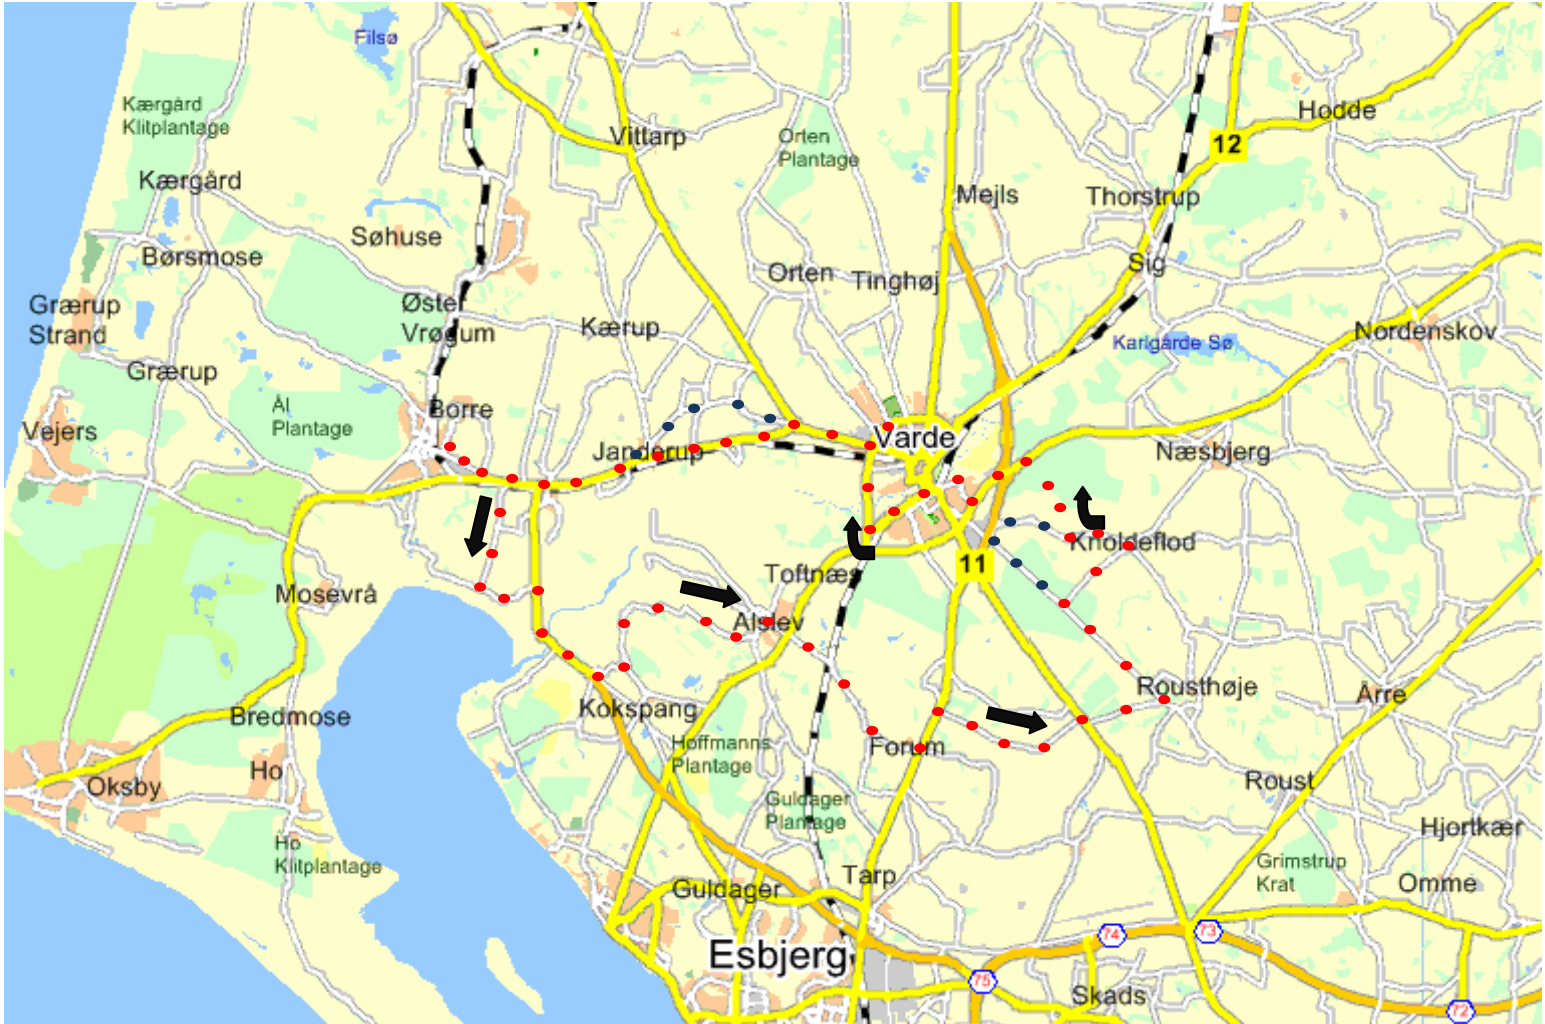 Filsø
Kærgård
Klitplantage
Hodde
Vittarp
Orten
Plantage
12
Kærgård
Mejls
Thorstrup
Søhuse
Børsmose
Orten
Tinghøj
Sig
Grærup
Strand
Øster
Vrøgum
Kærup
Karlgårde Sø
Nordenskov
Grærup
Ål
Plantage
Borre
Vejers
Janderup
Varde
Næsbjerg
Knoldeflod
11
Toftnæs
Mosevrå
Alslev
Rousthøje
Årre
Bredmose
Kokspang
Hoffmanns
Plantage
Forum
Ho
Oksby
Roust
Guldager
Plantage
Hjortkær
Ho
Klitplantage
Grimstrup
Krat
Omme
Guldager
Tarp
74
73
Esbjerg
75
Skads
72